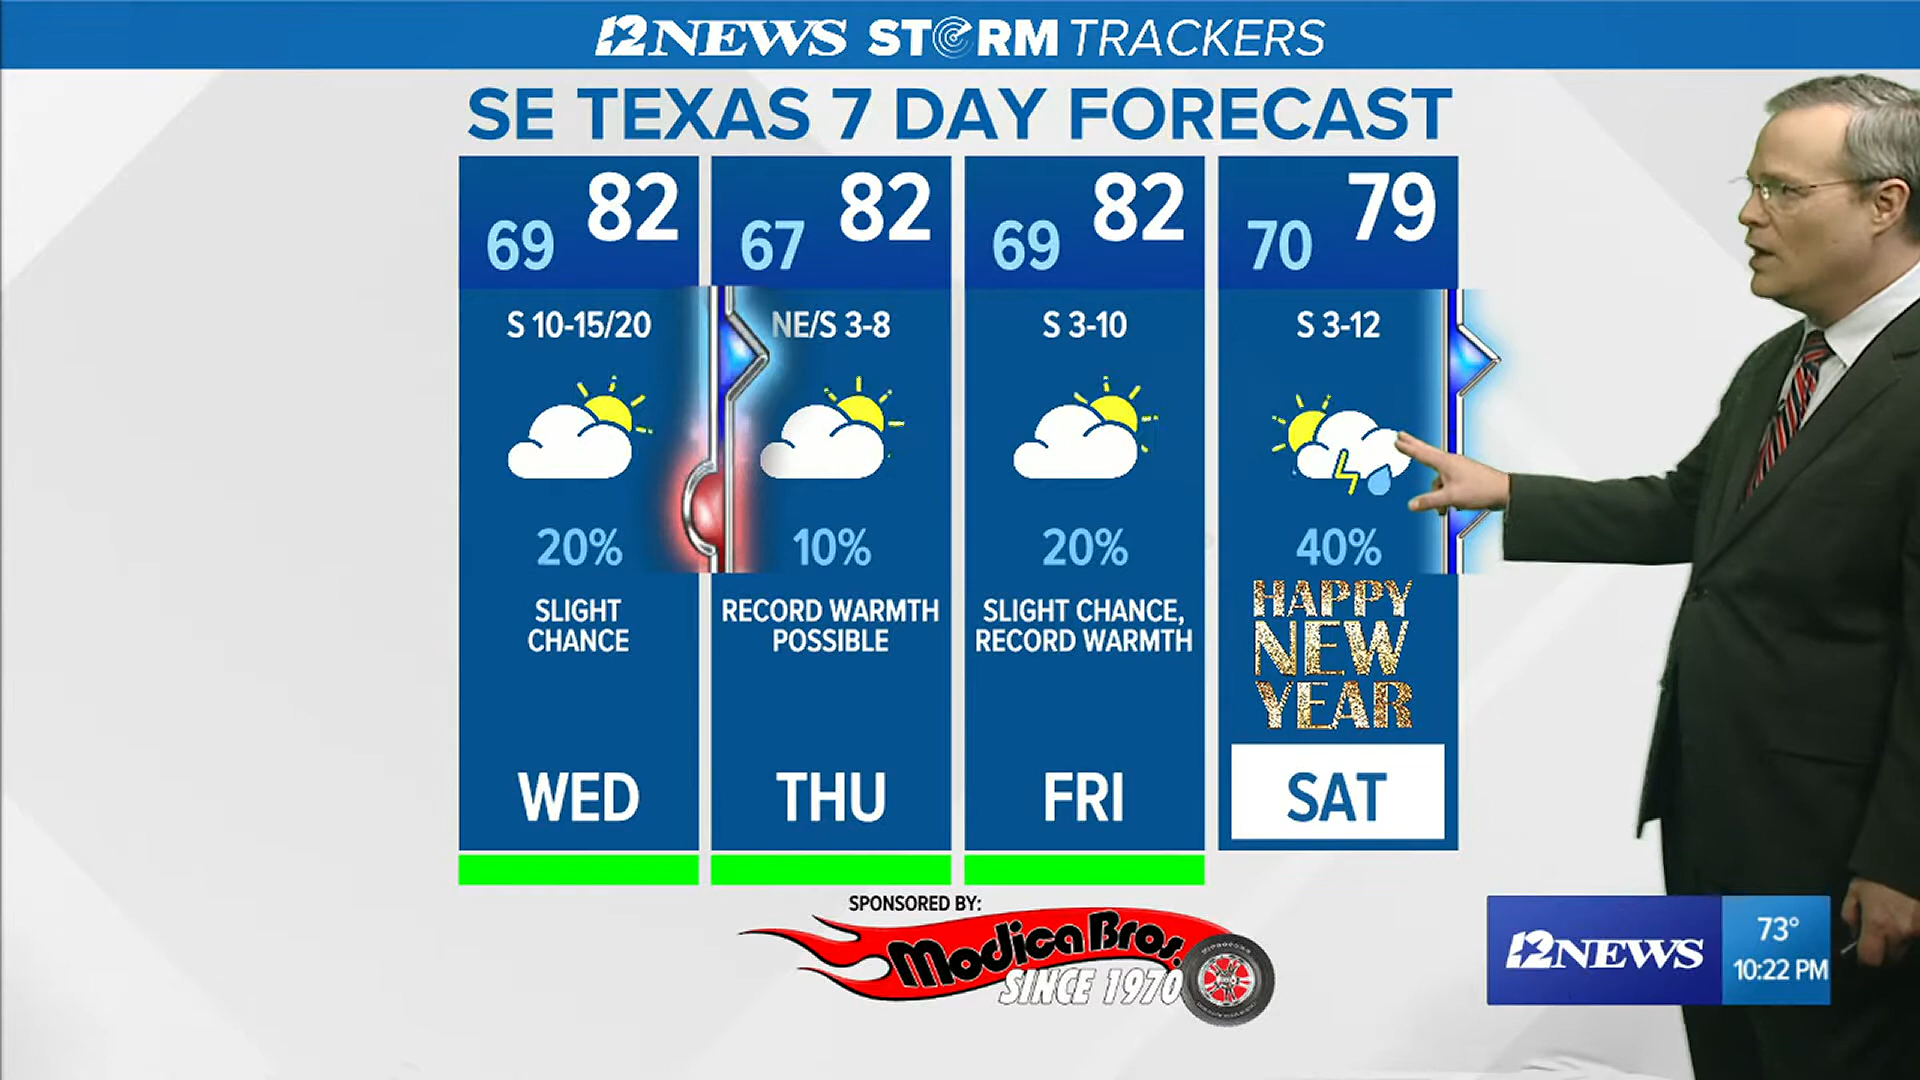 12NEWS STORM TRACKERS
SE TEXAS 7 DAY FORECAST
69 82
S 10-15/20
20%
SLIGHT
CHANCE
WED
67 82
NE/S 3-8
10%
RECORD WARMTH
POSSIBLE
THU
69 82
S 3-10
20%
SLIGHT CHANCE,
RECORD WARMTH
FRI
70 79
S 3-12
40%
HAPPY
NEW
YEAR
SAT
SPONSORED BY:
Modica Bros.
SINCE 1970
12NEWS
73°
10:22 PM